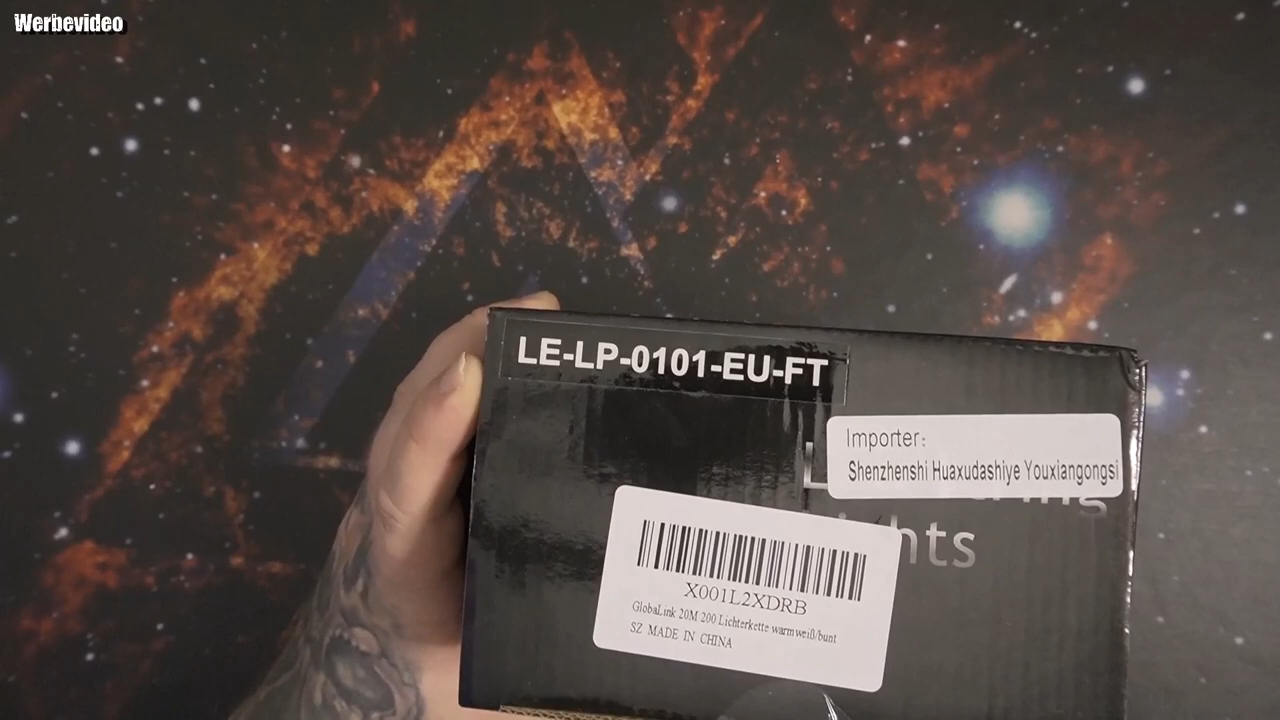 Werbevideo
LE-LP-0101-EU-FT
Importer:
Shenzhenshi Huaxudashiye Youxiangongsi
X001L2XDRB
GlobaLink 20M 200 Lichterkette warmweiß/bunt
SZ MADE IN CHINA